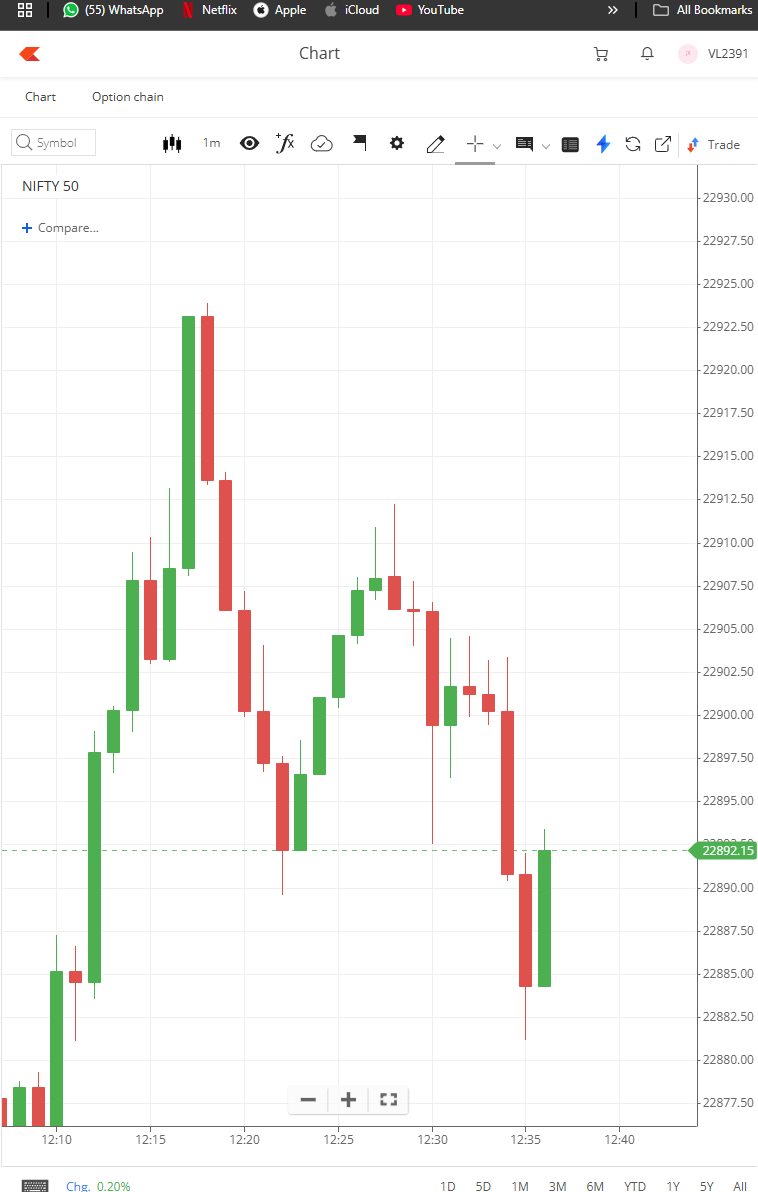 (55) WhatsApp Netflix Apple iCloud YouTube » All Bookmarks
Chart VL2391
Chart Option chain
Symbol 1m +ƒx Trade
NIFTY 50
+ Compare...
22930.00
22927.50
22925.00
22922.50
22920.00
22917.50
22915.00
22912.50
22910.00
22907.50
22905.00
22902.50
22900.00
22897.50
22895.00
22892.15
22890.00
22887.50
22885.00
22882.50
22880.00
22877.50
12:10 12:15 12:20 12:25 12:30 12:35 12:40
Chg. 0.20% 1D 5D 1M 3M 6M YTD 1Y 5Y All